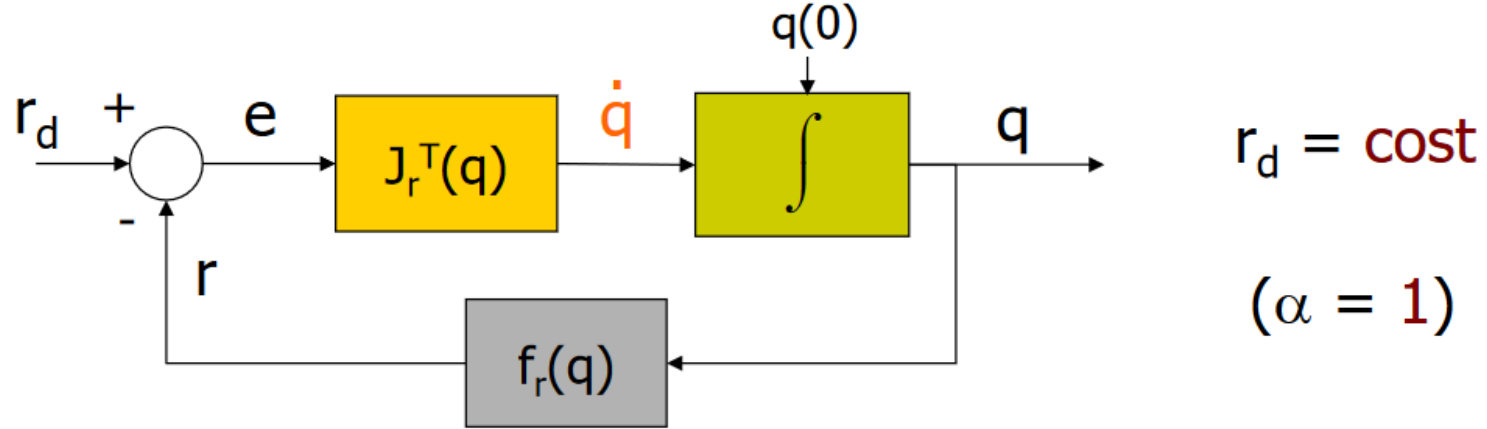 q(0)
r_d + e J_r^T(q) q̇ ∫ q r_d = cost
-
r (α = 1)
f_r(q)